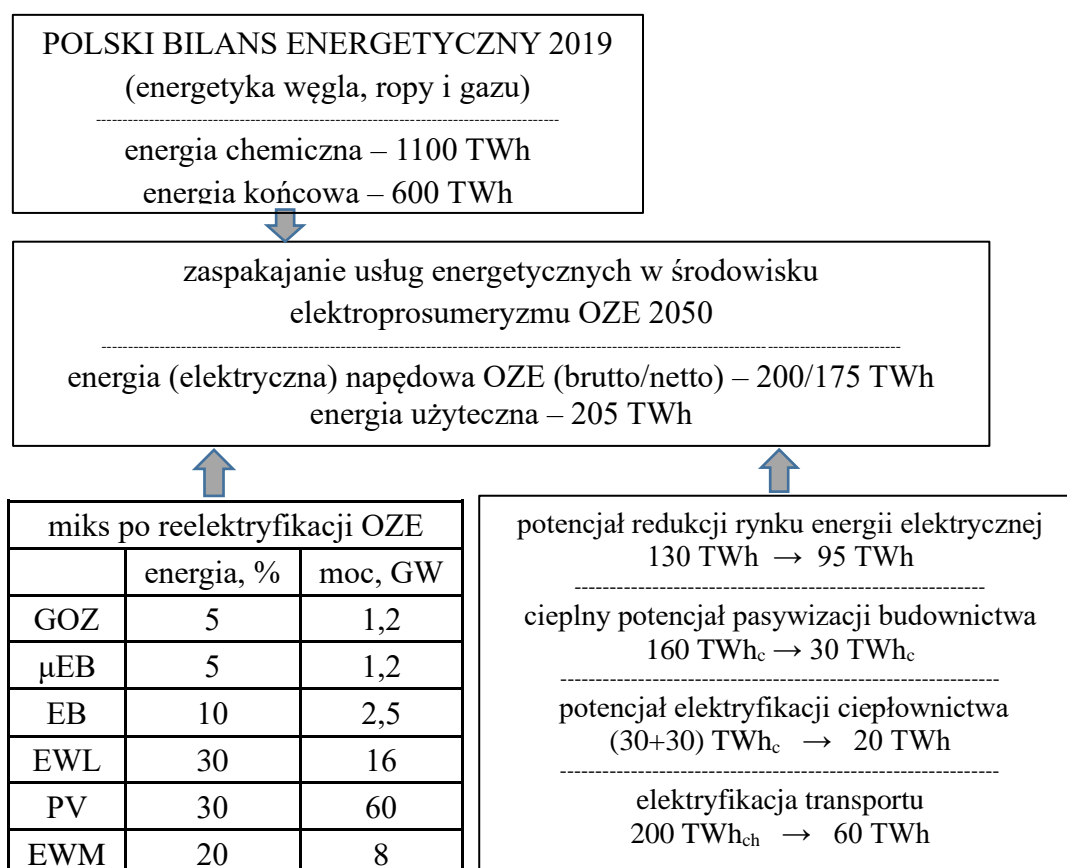 POLSKI BILANS ENERGETYCZNY 2019
(energetyka węgla, ropy i gazu)
energia chemiczna – 1100 TWh
energia końcowa – 600 TWh
zaspakajanie usług energetycznych w środowisku
elektroprosumeryzmu OZE 2050
energia (elektryczna) napędowa OZE (brutto/netto) – 200/175 TWh
energia użyteczna – 205 TWh
miks po reelektryfikacji OZE
energia, % moc, GW
GOZ 5 1,2
μEB 5 1,2
EB 10 2,5
EWL 30 16
PV 30 60
EWM 20 8
potencjał redukcji rynku energii elektrycznej
130 TWh → 95 TWh
cieplny potencjał pasywizacji budownictwa
160 TWhc → 30 TWhc
potencjał elektryfikacji ciepłownictwa
(30+30) TWhc → 20 TWh
elektryfikacja transportu
200 TWhch → 60 TWh